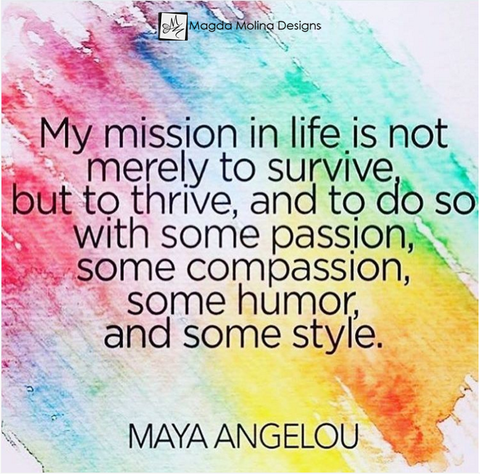 Magda Molina Designs
My mission in life is not
merely to survive,
but to thrive, and to do so
with some passion,
some compassion,
some humor,
and some style.
MAYA ANGELOU